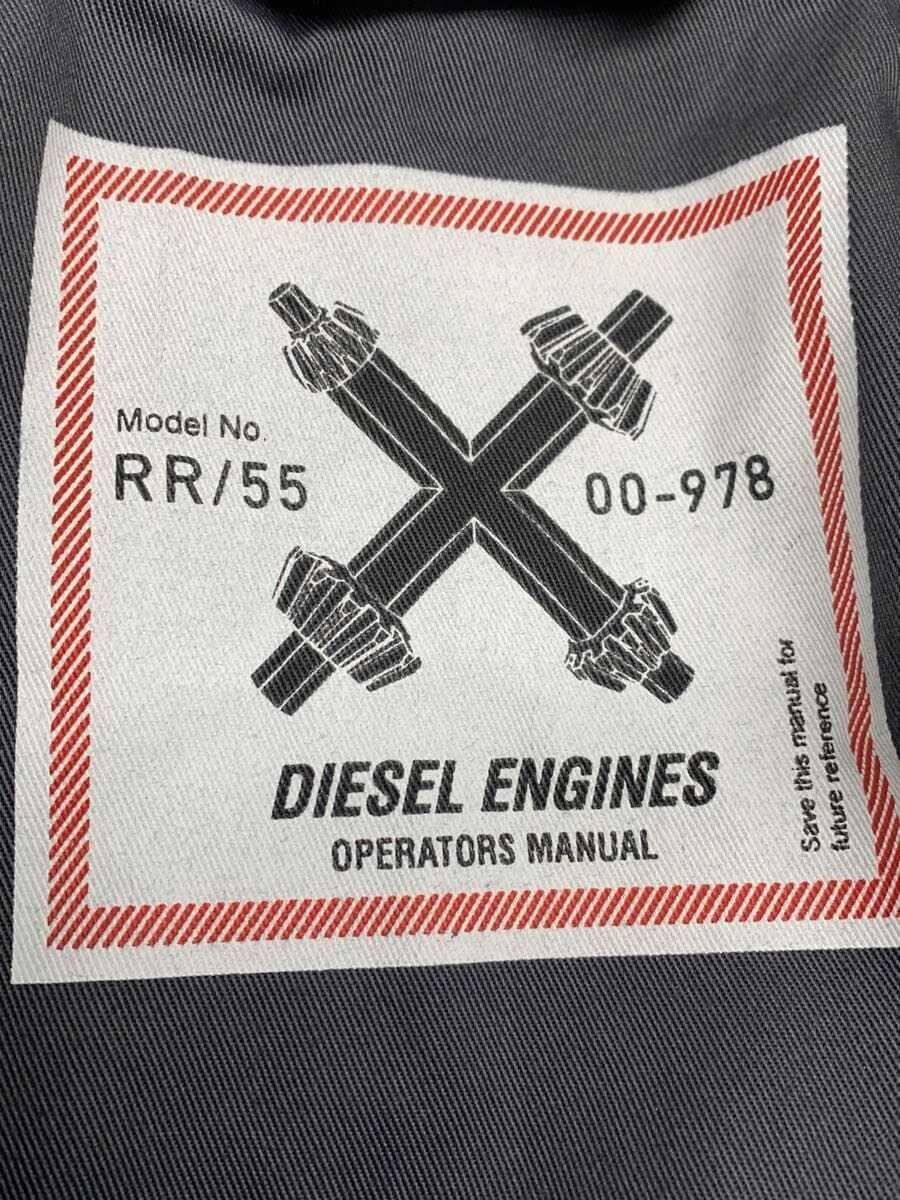 Model No.
RR/55
00-978
DIESEL ENGINES
OPERATORS MANUAL
Save this manual for
future reference